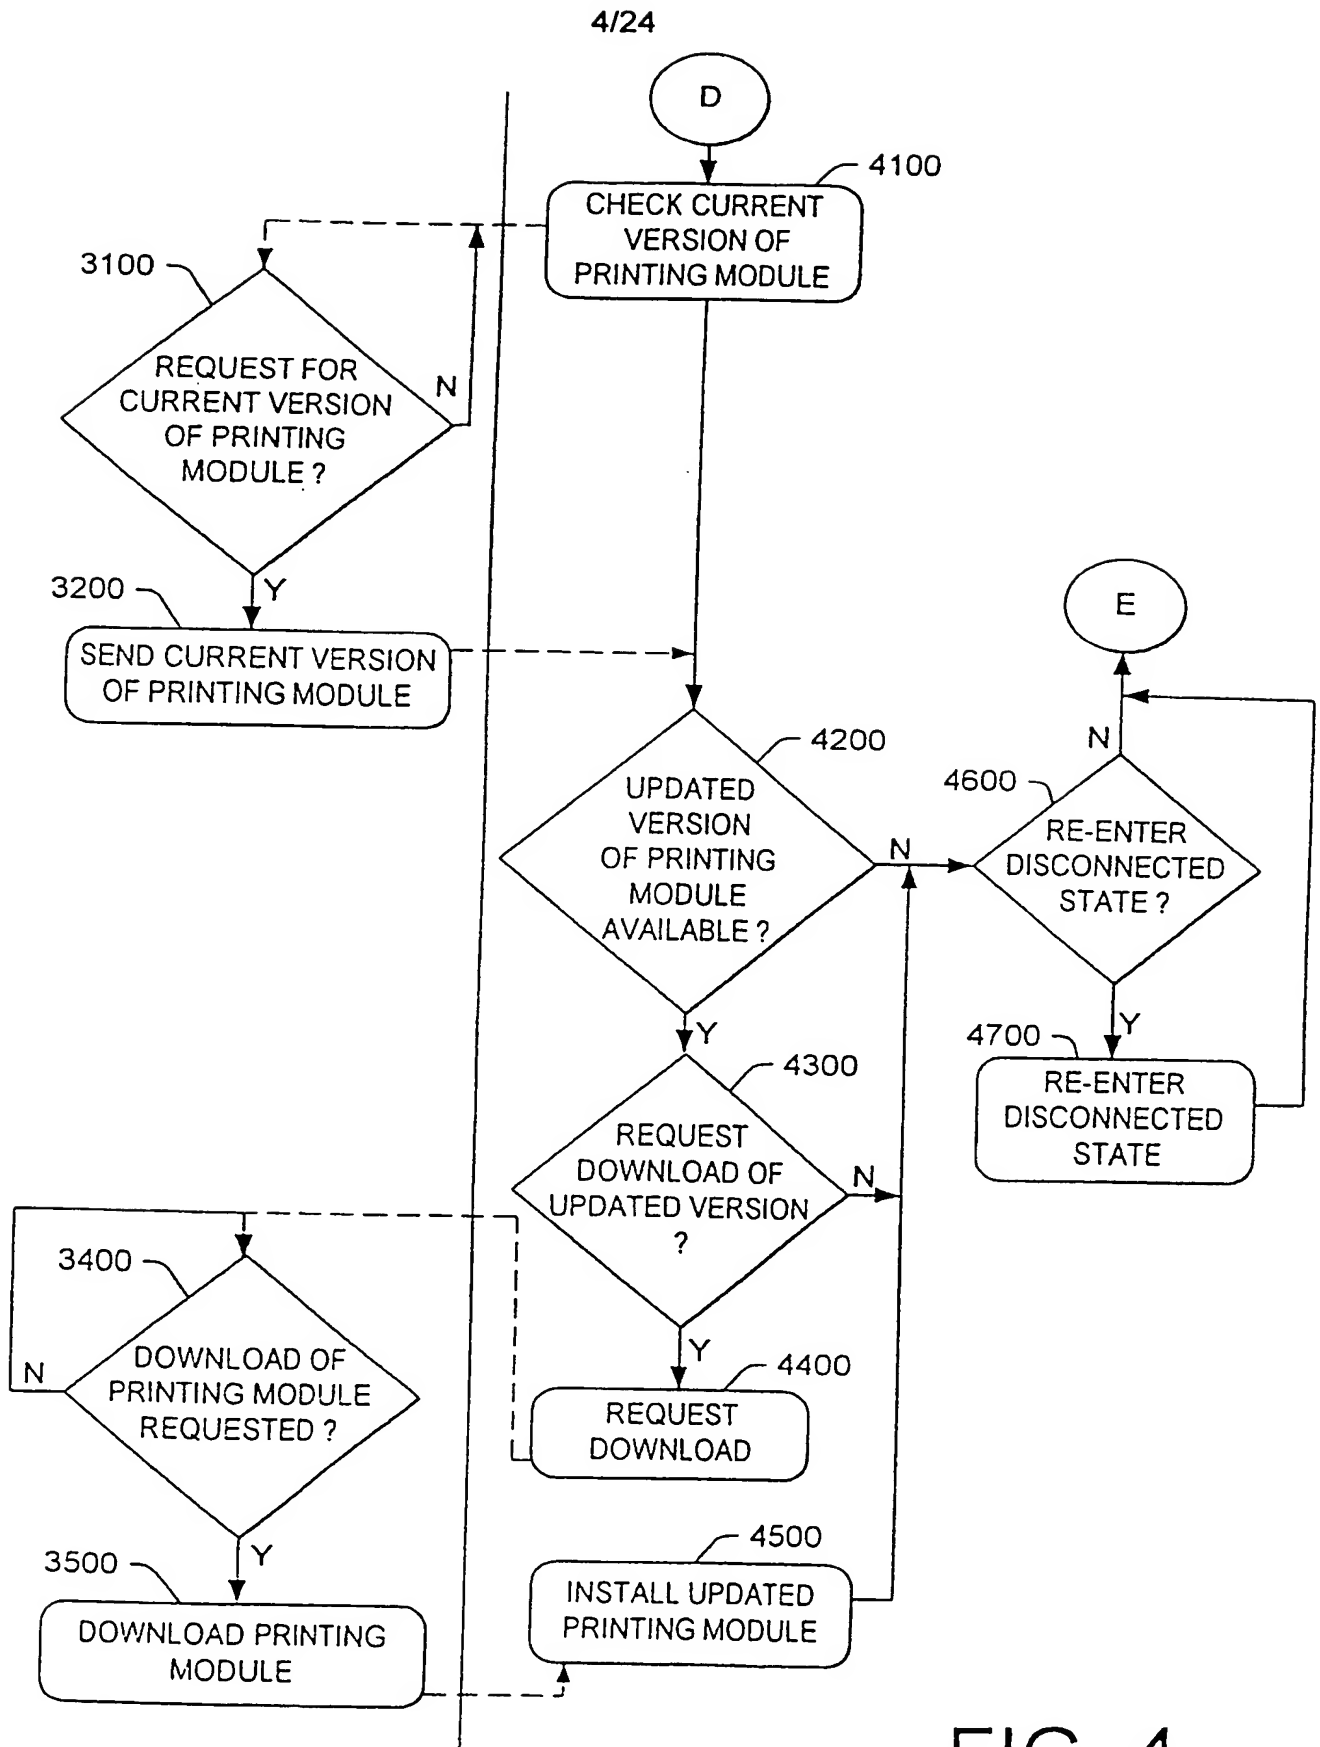 4/24
D
4100
CHECK CURRENT
VERSION OF
PRINTING MODULE
3100
REQUEST FOR
CURRENT VERSION
OF PRINTING
MODULE ?
N
Y
3200
SEND CURRENT VERSION
OF PRINTING MODULE
E
N
4200
UPDATED
VERSION
OF PRINTING
MODULE
AVAILABLE ?
N
Y
4600
RE-ENTER
DISCONNECTED
STATE ?
Y
4700
RE-ENTER
DISCONNECTED
STATE
4300
REQUEST
DOWNLOAD OF
UPDATED VERSION
?
N
Y
3400
DOWNLOAD OF
PRINTING MODULE
REQUESTED ?
N
Y
4400
REQUEST
DOWNLOAD
3500
DOWNLOAD PRINTING
MODULE
4500
INSTALL UPDATED
PRINTING MODULE
FIG. 4